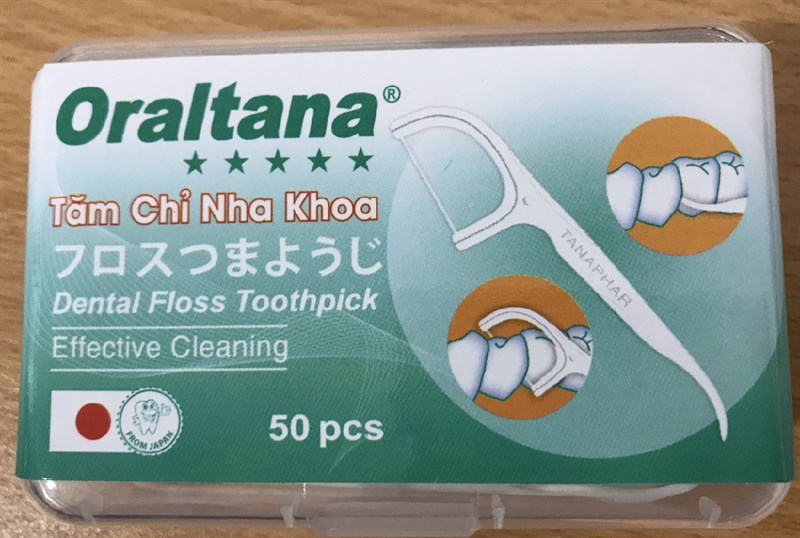 Oraltana®
★★★★★
Tăm Chỉ Nha Khoa
フロスつまようじ
Dental Floss Toothpick
Effective Cleaning
FROM JAPAN
50 pcs
TANAPHAR